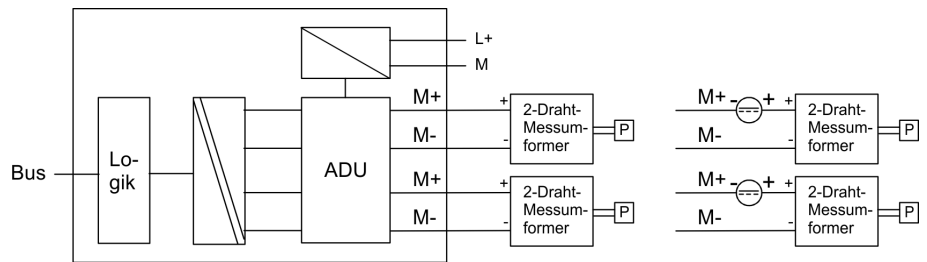 L+
M
M+
M-
M+
M-
Bus
Lo-
gik
ADU
+
-
2-Draht-
Messum-
former
P
+
-
2-Draht-
Messum-
former
P
M+ - + +
M- -
2-Draht-
Messum-
former
P
M+ - + +
M- -
2-Draht-
Messum-
former
P